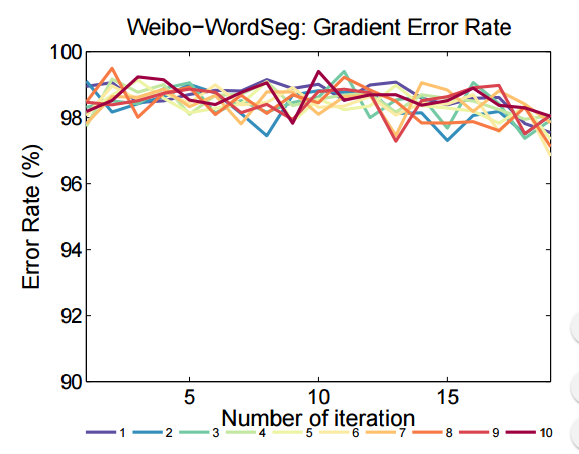 Weibo−WordSeg: Gradient Error Rate
100
98
96
94
92
90
Error Rate (%)
5 10 15
Number of iteration
1 2 3 4 5 6 7 8 9 10